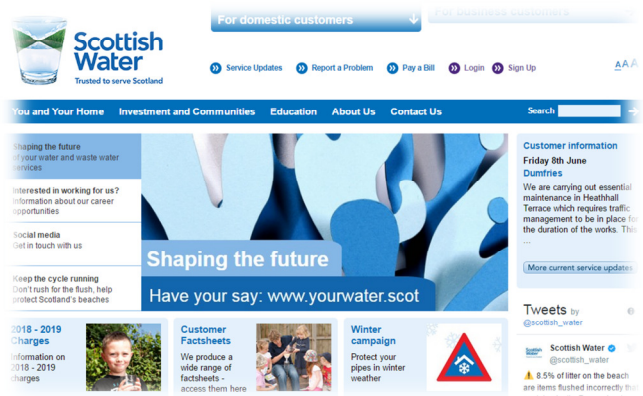 For domestic customers
For business customers
Scottish
Water
Trusted to serve Scotland
Service Updates
Report a Problem
Pay a Bill
Login
Sign Up
A A A
You and Your Home
Investment and Communities
Education
About Us
Contact Us
Search
Shaping the future
of your water and waste water
services
Interested in working for us?
Information about our career
opportunities
Social media
Get in touch with us
Keep the cycle running
Don't rush for the flush, help
protect Scotland's beaches
Shaping the future
Have your say: www.yourwater.scot
Customer information
Friday 8th June
Dumfries
We are carrying out essential
maintenance in Heathhall
Terrace which requires traffic
management to be in place for
the duration of the works. This
...
More current service updates
2018 - 2019
Charges
Information on
2018 - 2019
charges
Customer
Factsheets
We produce a
wide range of
factsheets -
access them here
Winter
campaign
Protect your
pipes in winter
weather
Tweets by
@scottish_water
Scottish Water
@scottish_water
8.5% of litter on the beach
are items flushed incorrectly that